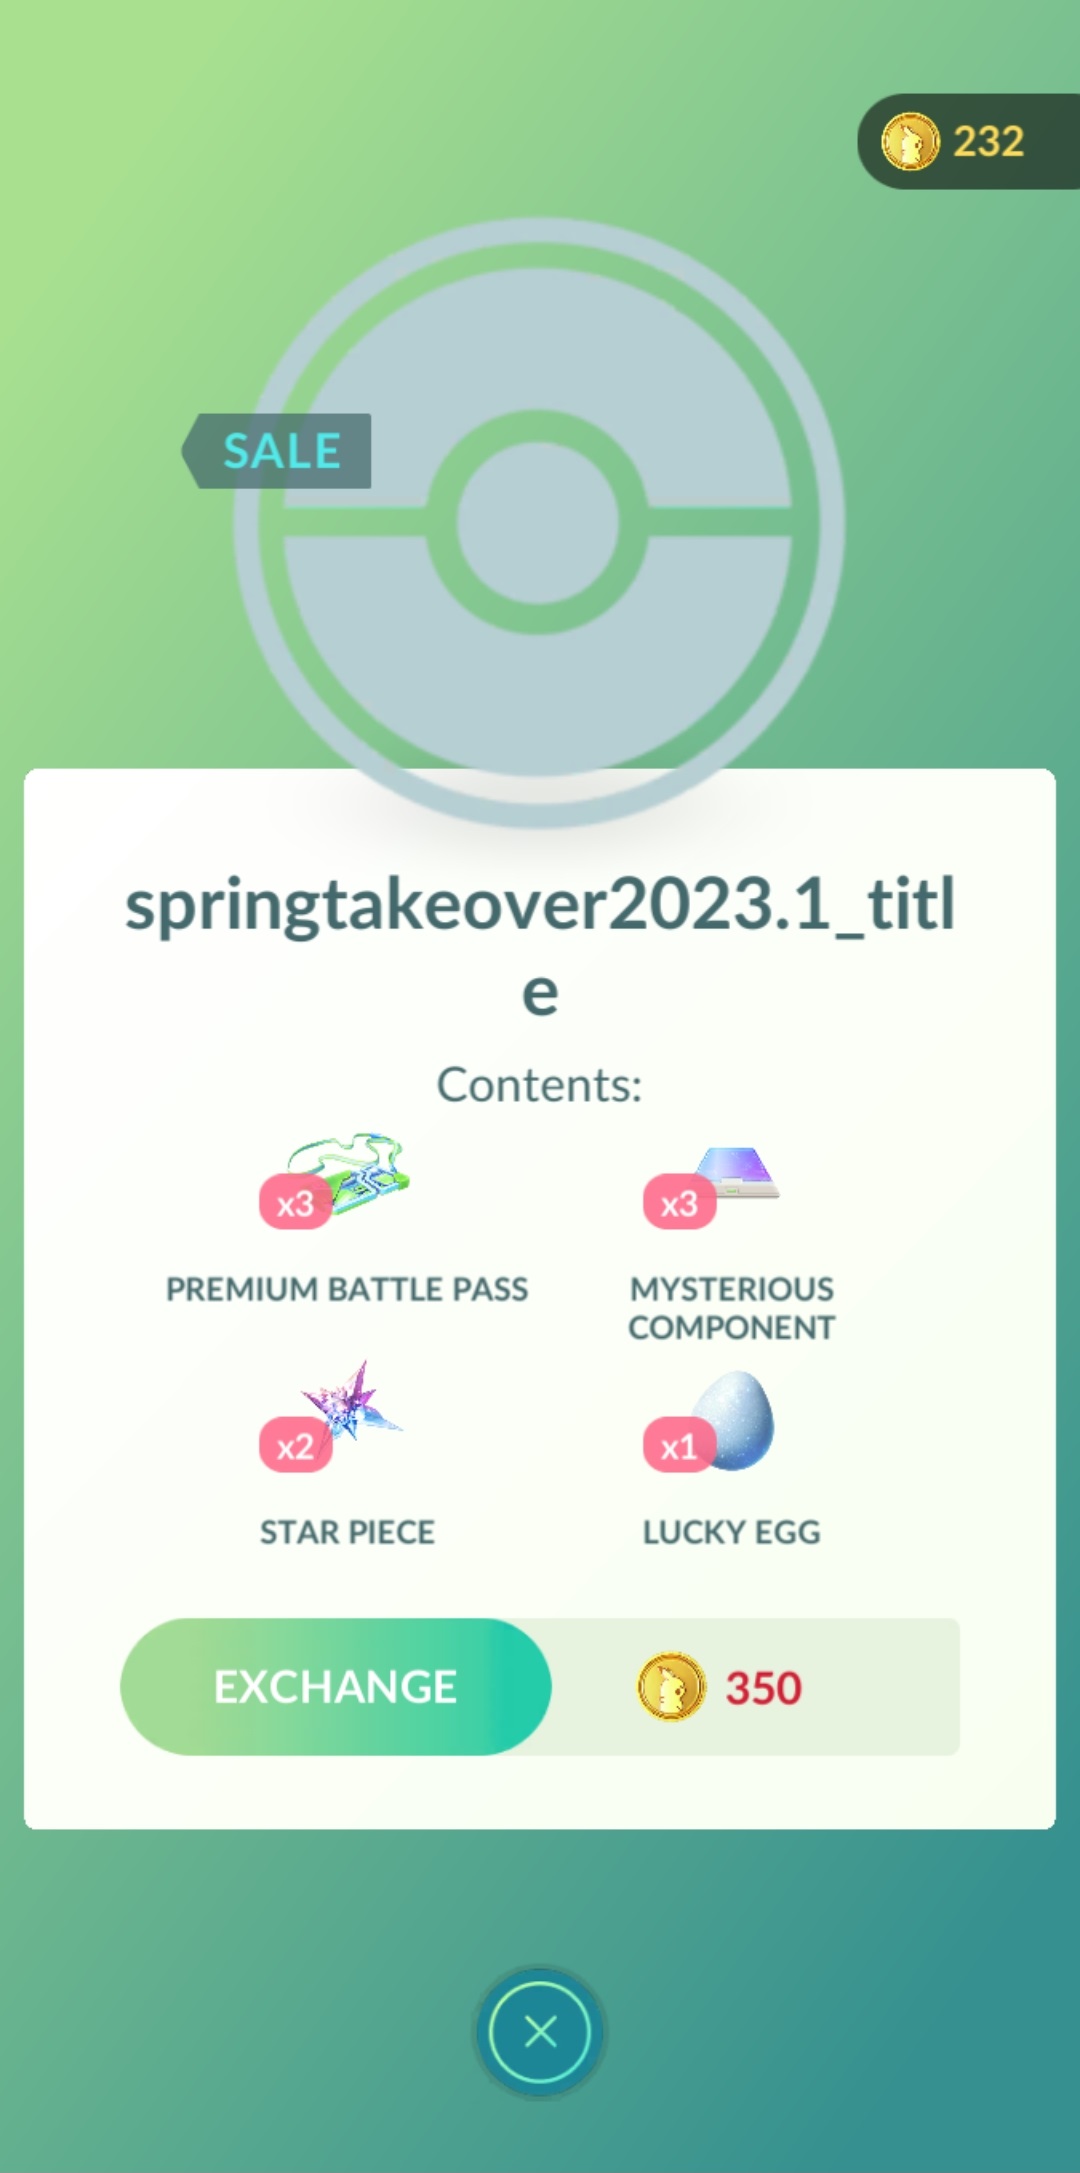 232
SALE
springtakeover2023.1_titl
e
Contents:
x3
PREMIUM BATTLE PASS
x3
MYSTERIOUS
COMPONENT
x2
STAR PIECE
x1
LUCKY EGG
EXCHANGE
350